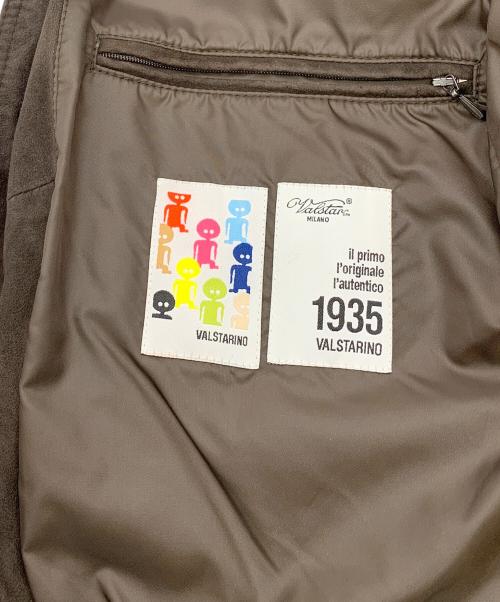 VALSTARINO
Valstar®
MILANO
il primo
l'originale
l'autentico
1935
VALSTARINO